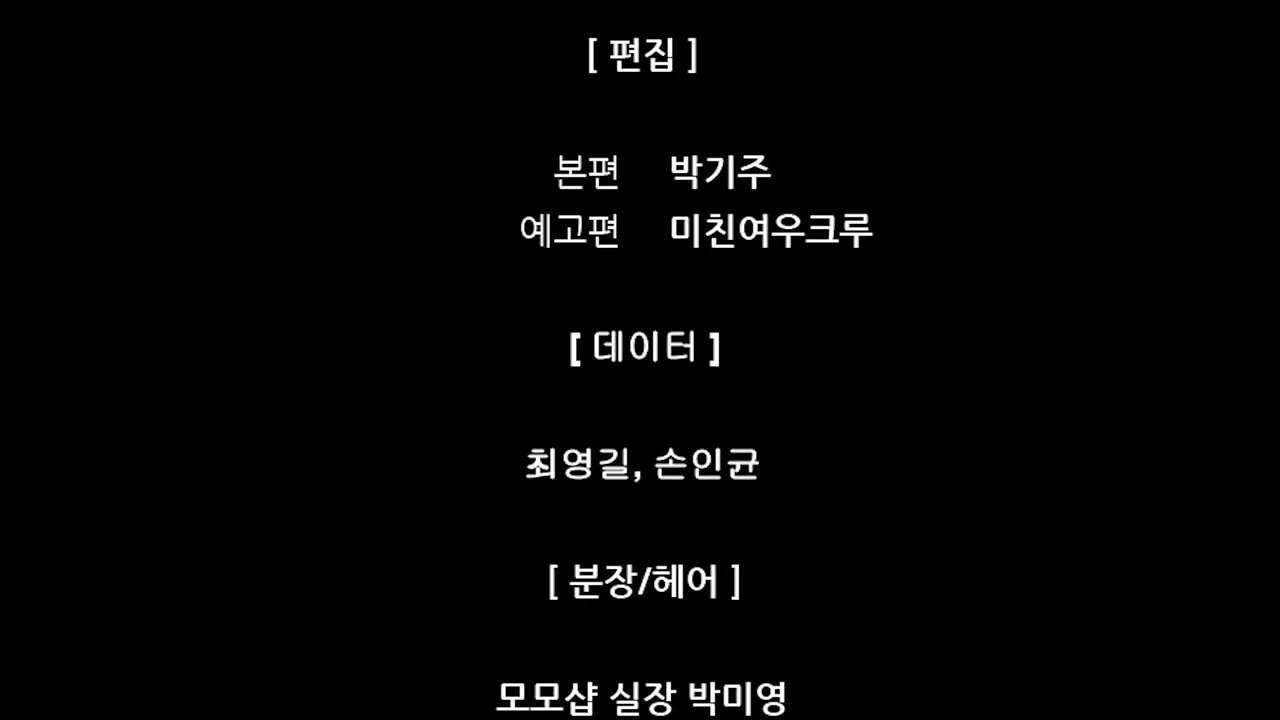 [ 편집 ]
본편 박기주
예고편 미친여우크루
[ 데이터 ]
최영길, 손인균
[ 분장/헤어 ]
모모샵 실장 박미영